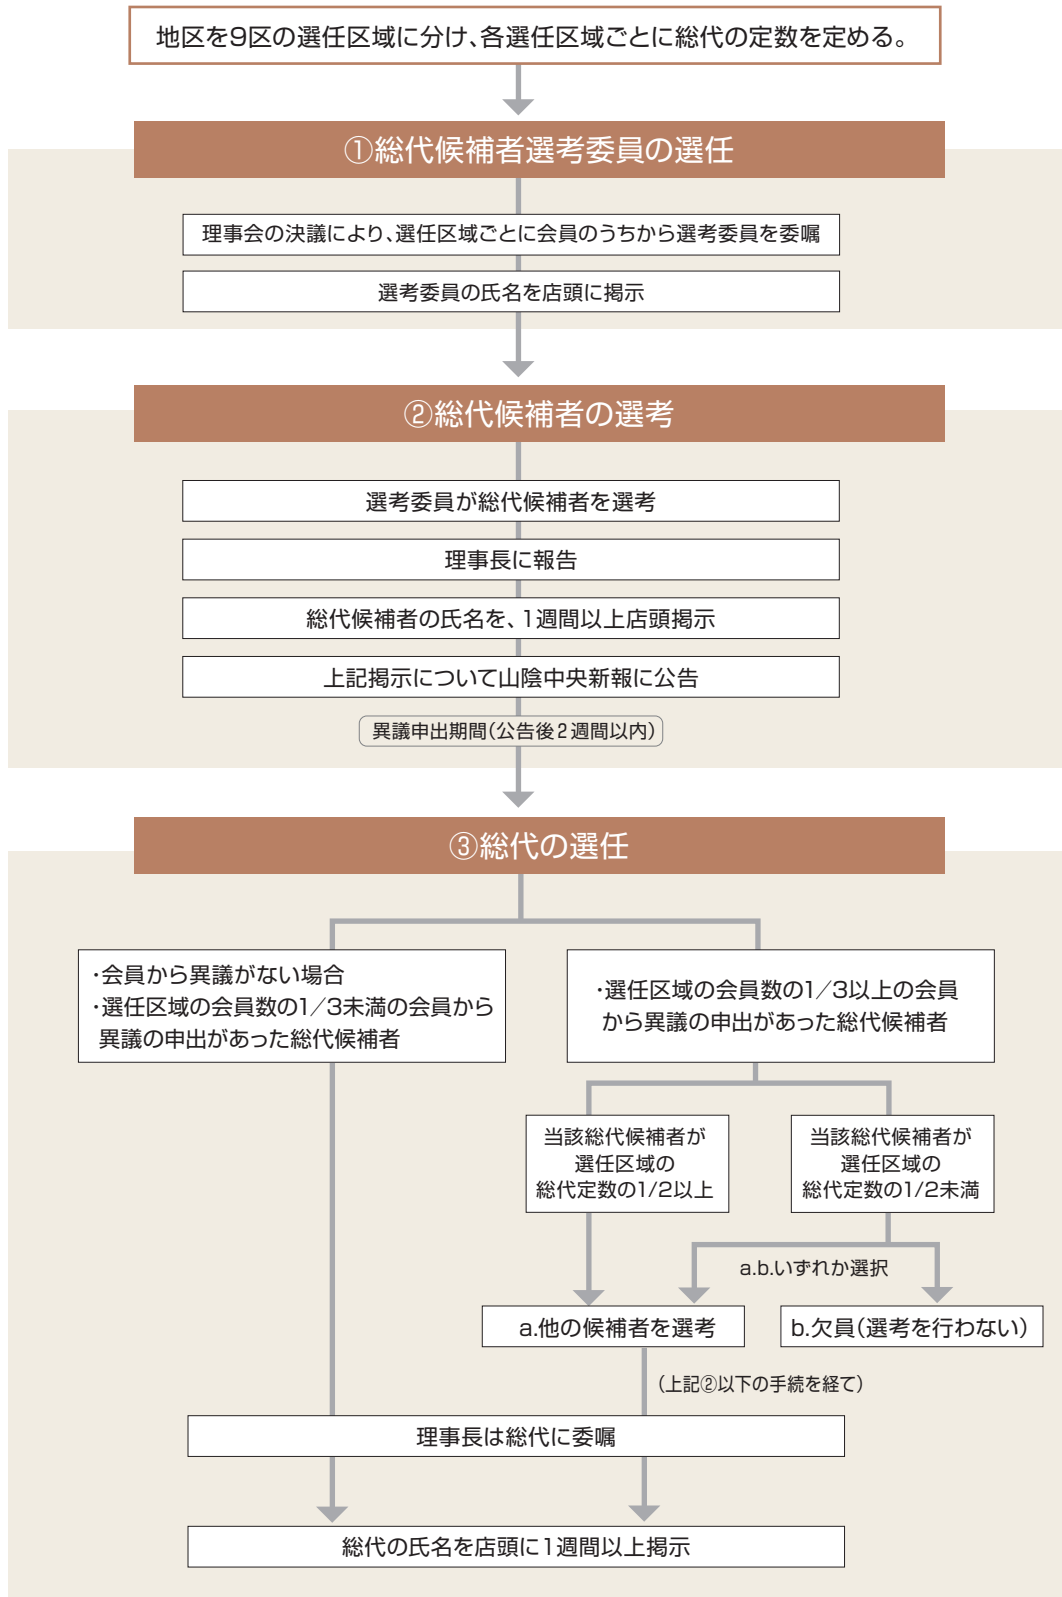 地区を9区の選任区域に分け、各選任区域ごとに総代の定数を定める。
①総代候補者選考委員の選任
理事会の決議により、選任区域ごとに会員のうちから選考委員を委嘱
選考委員の氏名を店頭に掲示
②総代候補者の選考
選考委員が総代候補者を選考
理事長に報告
総代候補者の氏名を、1週間以上店頭掲示
上記掲示について山陰中央新報に公告
異議申出期間(公告後2週間以内)
③総代の選任
・会員から異議がない場合
・選任区域の会員数の1/3未満の会員から
異議の申出があった総代候補者
・選任区域の会員数の1/3以上の会員
から異議の申出があった総代候補者
当該総代候補者が
選任区域の
総代定数の1/2以上
当該総代候補者が
選任区域の
総代定数の1/2未満
a.b.いずれか選択
a.他の候補者を選考
b.欠員(選考を行わない)
(上記②以下の手続を経て)
理事長は総代に委嘱
総代の氏名を店頭に1週間以上掲示